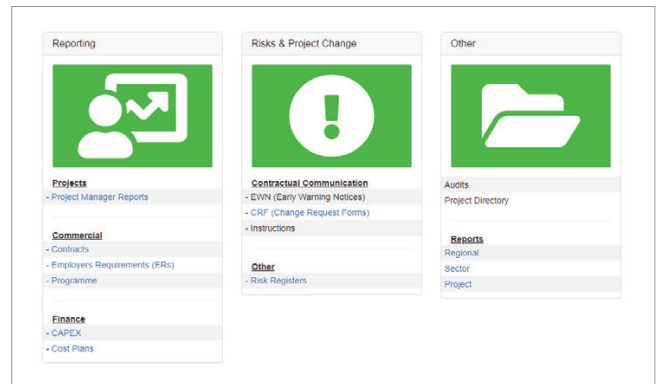 Reporting
Projects
- Project Manager Reports
Commercial
- Contracts
- Employers Requirements (ERs)
- Programme
Finance
- CAPEX
- Cost Plans
Risks & Project Change
Contractual Communication
- EWN (Early Warning Notices)
- CRF (Change Request Forms)
- Instructions
Other
- Risk Registers
Other
Audits
Project Directory
Reports
Regional
Sector
Project